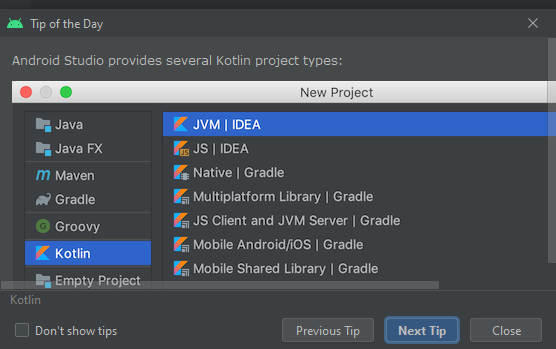 Tip of the Day
Android Studio provides several Kotlin project types:
New Project
Java
Java FX
Maven
Gradle
Groovy
Kotlin
Empty Project
JVM | IDEA
JS | IDEA
Native | Gradle
Multiplatform Library | Gradle
JS Client and JVM Server | Gradle
Mobile Android/iOS | Gradle
Mobile Shared Library | Gradle
Kotlin
Don't show tips
Previous Tip
Next Tip
Close